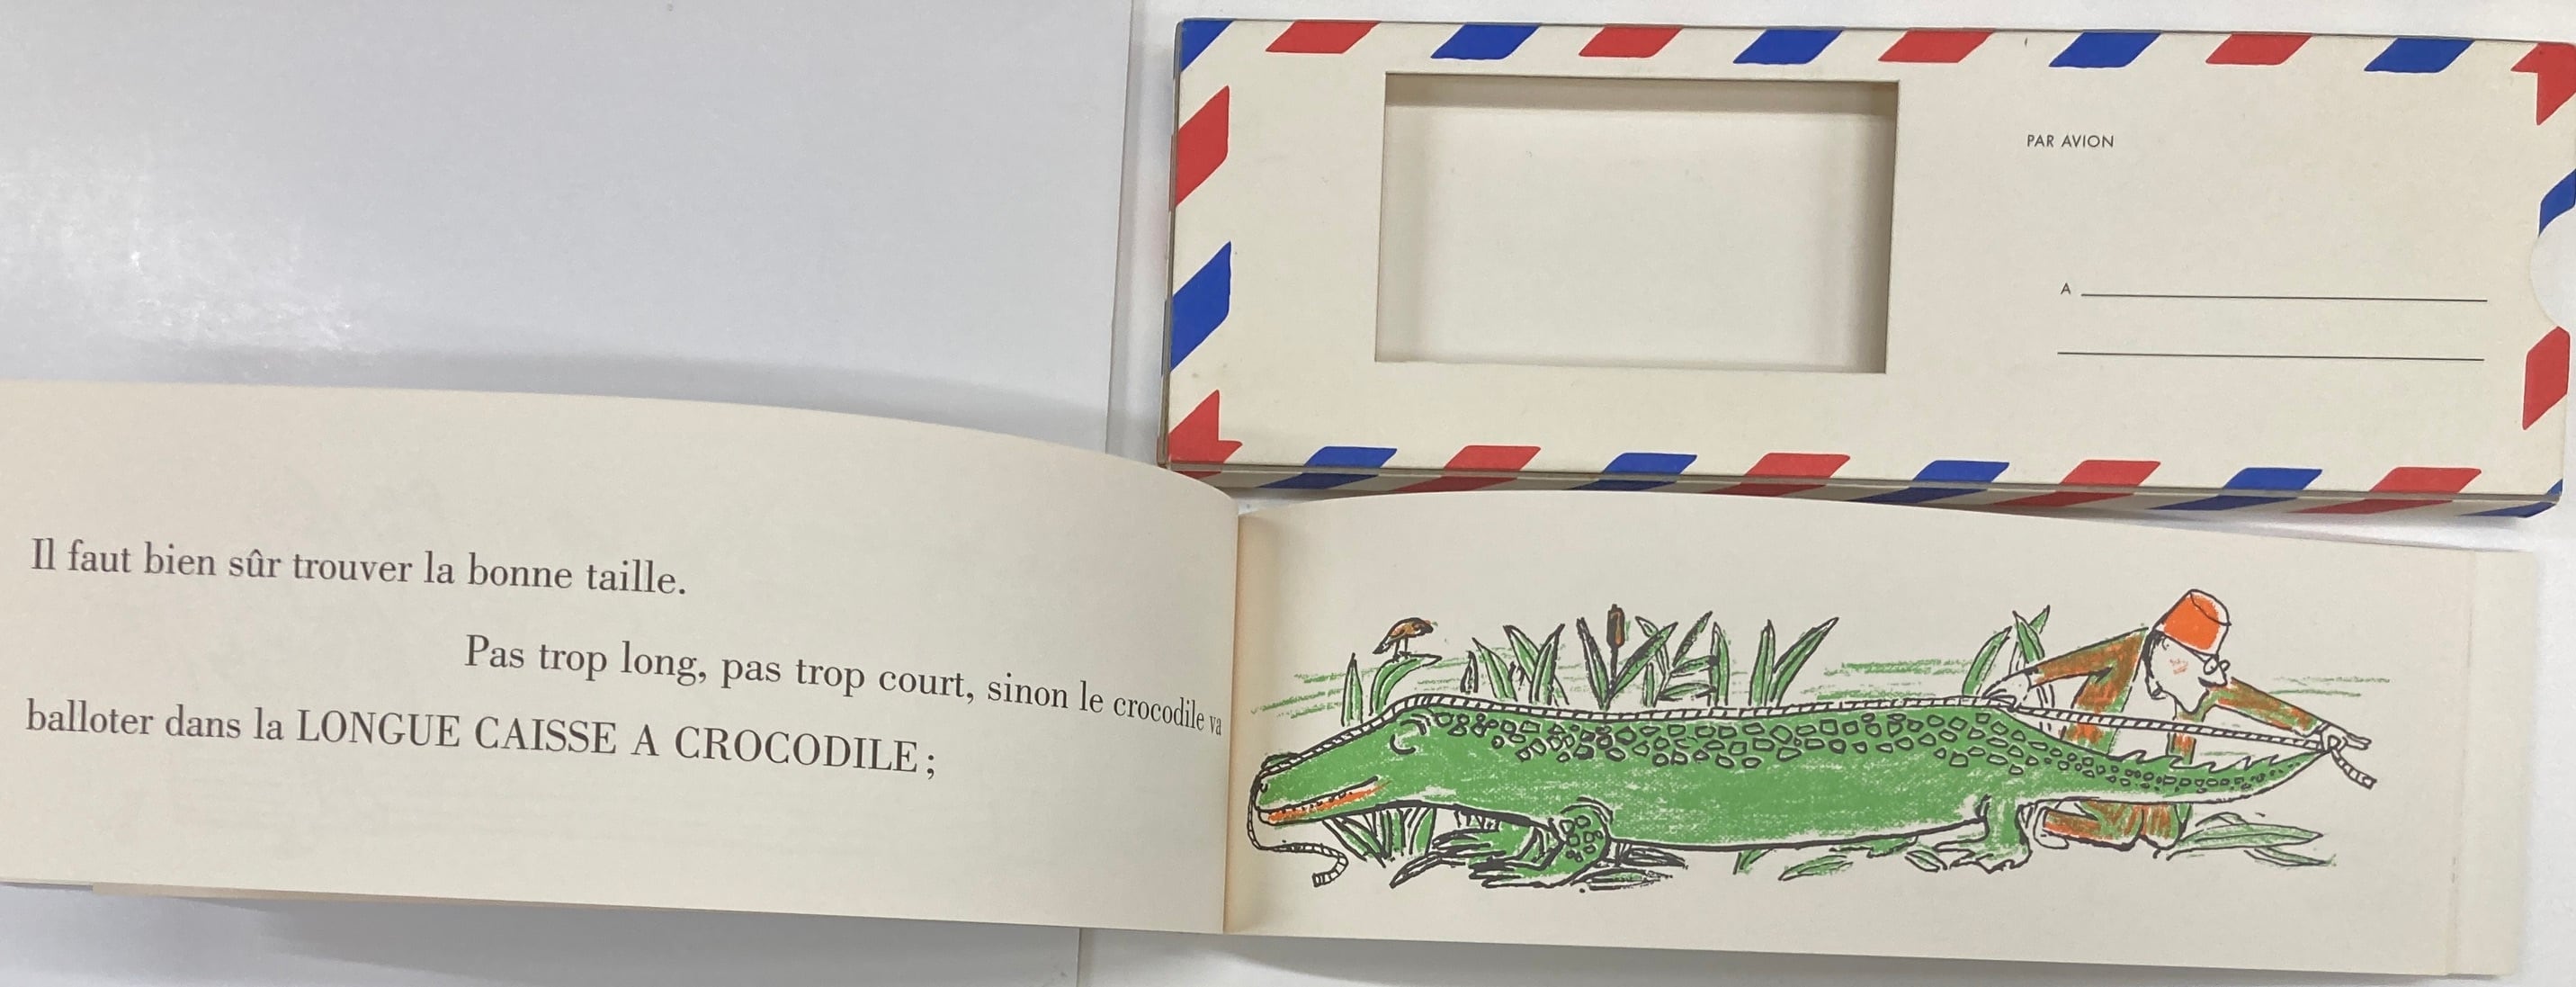 PAR AVION
A
Il faut bien sûr trouver la bonne taille.
Pas trop long, pas trop court, sinon le crocodile va
balloter dans la LONGUE CAISSE A CROCODILE ;